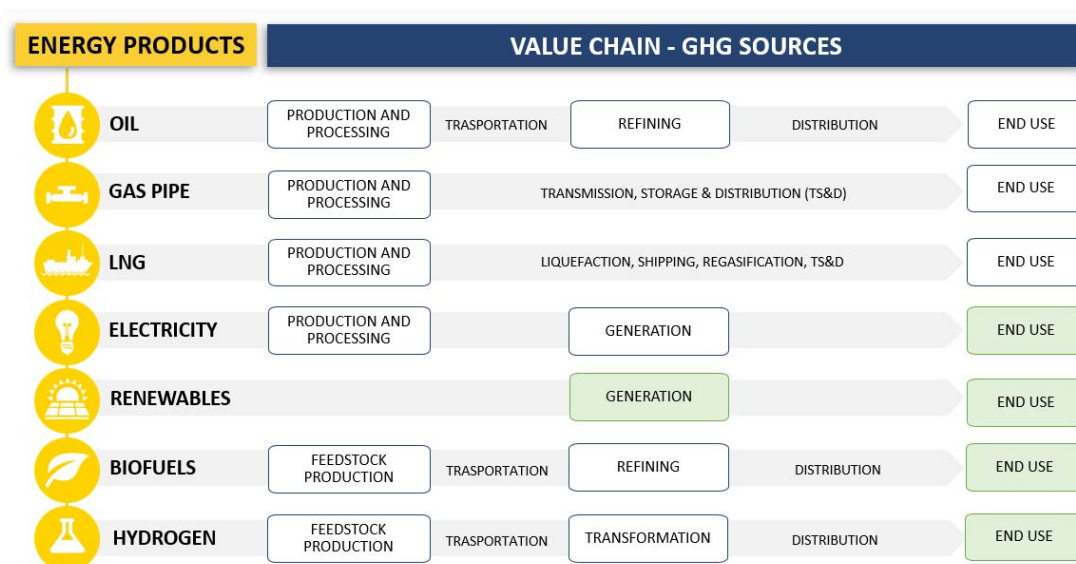 ENERGY PRODUCTS
VALUE CHAIN - GHG SOURCES
OIL
PRODUCTION AND
PROCESSING
TRASPORTATION
REFINING
DISTRIBUTION
END USE
GAS PIPE
PRODUCTION AND
PROCESSING
TRANSMISSION, STORAGE & DISTRIBUTION (TS&D)
END USE
LNG
PRODUCTION AND
PROCESSING
LIQUEFACTION, SHIPPING, REGASIFICATION, TS&D
END USE
ELECTRICITY
PRODUCTION AND
PROCESSING
GENERATION
END USE
RENEWABLES
GENERATION
END USE
BIOFUELS
FEEDSTOCK
PRODUCTION
TRASPORTATION
REFINING
DISTRIBUTION
END USE
HYDROGEN
FEEDSTOCK
PRODUCTION
TRASPORTATION
TRANSFORMATION
DISTRIBUTION
END USE